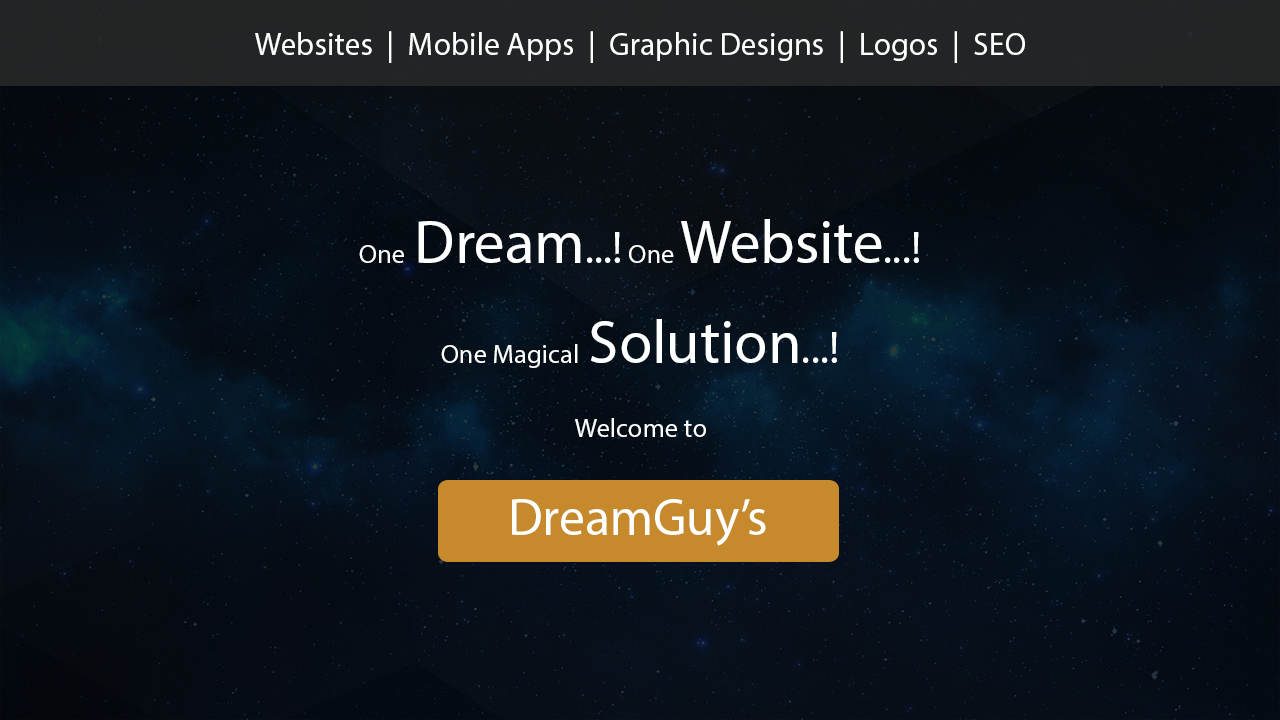 Websites | Mobile Apps | Graphic Designs | Logos | SEO
One Dream...! One Website...!
One Magical Solution...!
Welcome to
DreamGuy’s